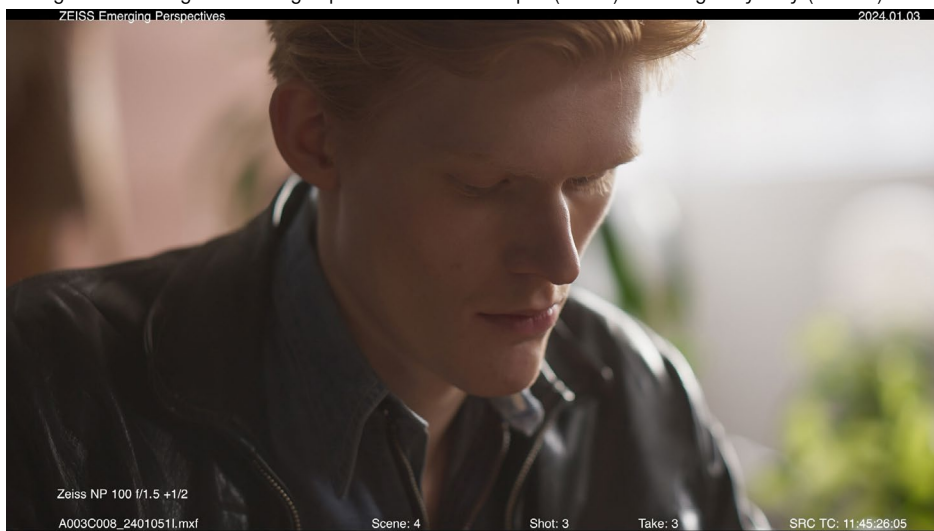 ZEISS Emerging Perspectives 2024.01.03
Zeiss NP 100 f/1.5 +1/2
A003C008_2401051I.mxf Scene: 4 Shot: 3 Take: 3 SRC TC: 11:45:26:05